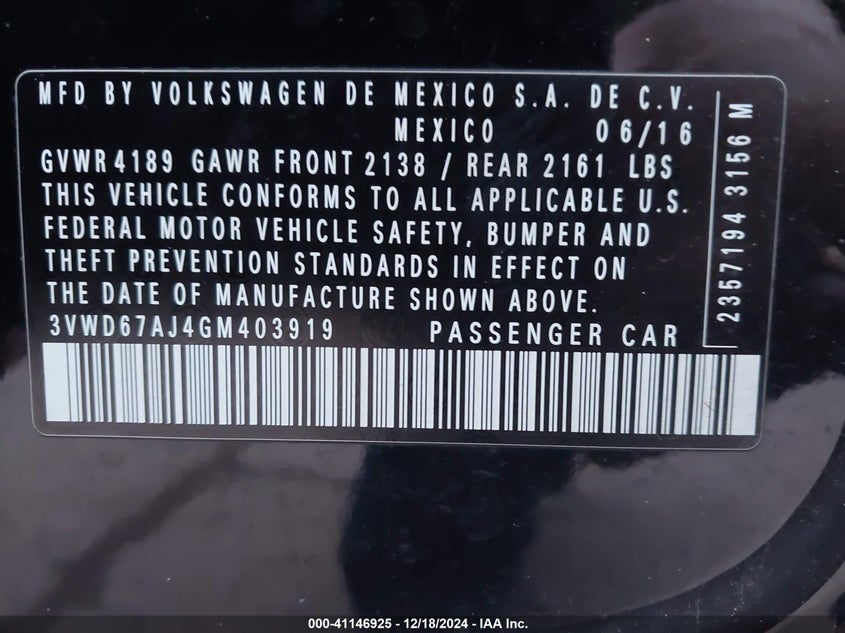 MFD BY VOLKSWAGEN DE MEXICO S.A. DE C.V.
MEXICO 06/16
GVWR 4189 GAWR FRONT 2138 / REAR 2161 LBS
THIS VEHICLE CONFORMS TO ALL APPLICABLE U.S.
FEDERAL MOTOR VEHICLE SAFETY, BUMPER AND
THEFT PREVENTION STANDARDS IN EFFECT ON
THE DATE OF MANUFACTURE SHOWN ABOVE.
3VWD67AJ4GM403919 PASSENGER CAR
2357194 3156 M
000-41146925 - 12/18/2024 - IAA Inc.